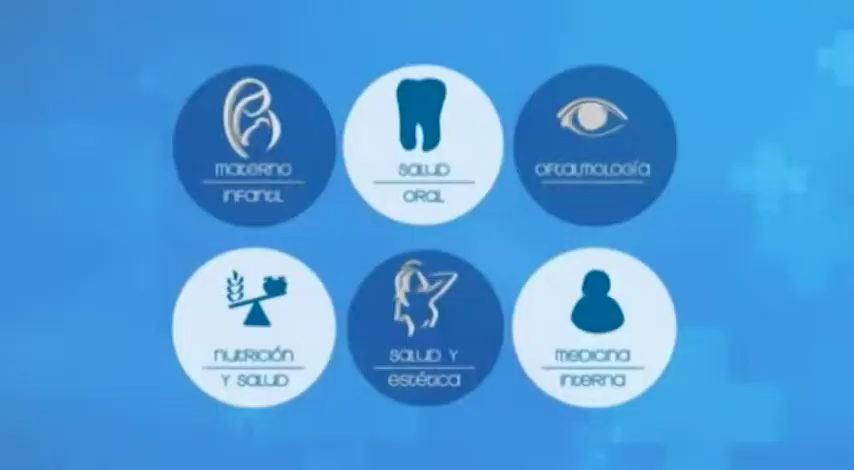 materno
infantil
salud
oral
oftalmología
nutrición
y salud
salud y
estética
medicina
interna